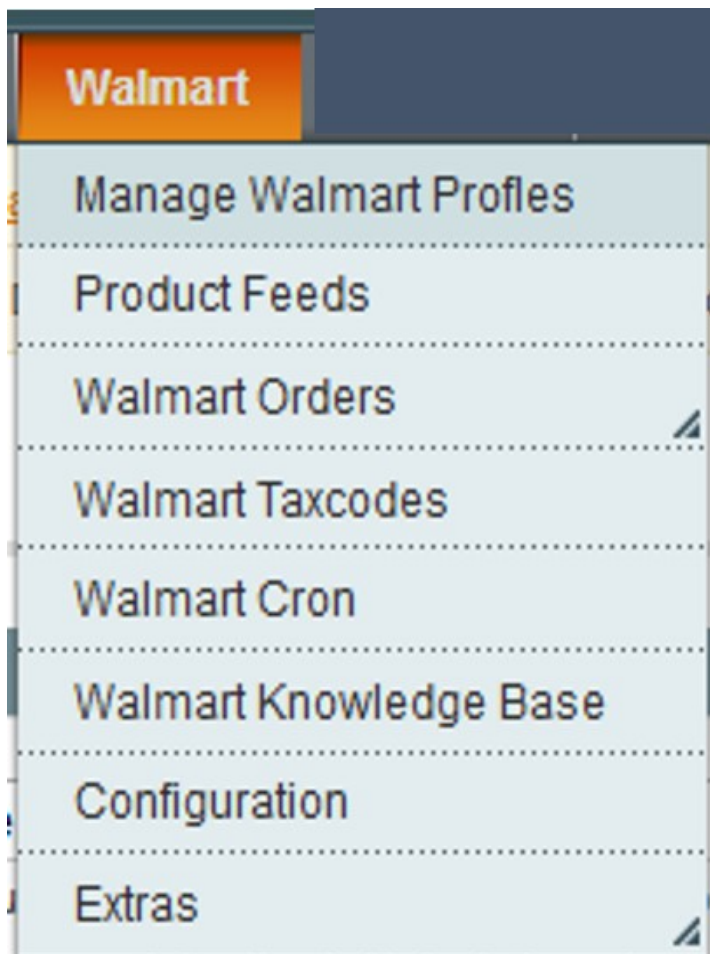 Walmart
Manage Walmart Profles
Product Feeds
Walmart Orders
Walmart Taxcodes
Walmart Cron
Walmart Knowledge Base
Configuration
Extras